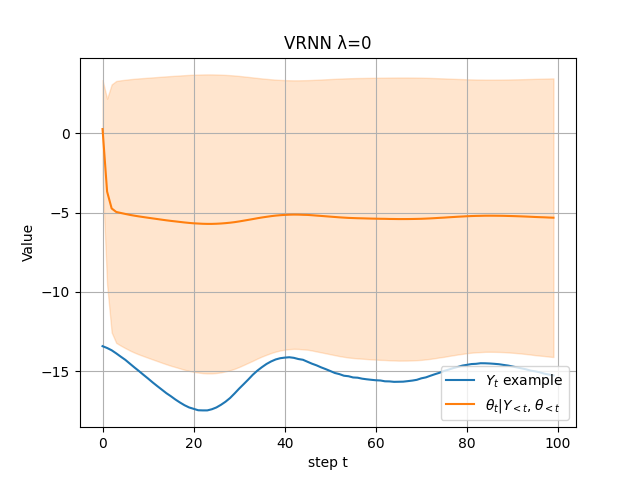 VRNN λ=0
Value
0
−5
−10
−15
0
20
40
60
80
100
step t
Y_t example
θ_t|Y_{<t}, θ_{<t}